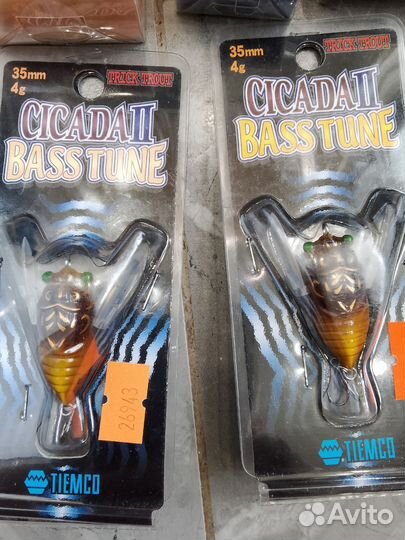 35mm
4g
TRICK TROUT
CICADA II
BASS TUNE
26943
TIEMCO
35mm
4g
TRICK TROUT
CICADA II
BASS TUNE
TIEMCO
Avito